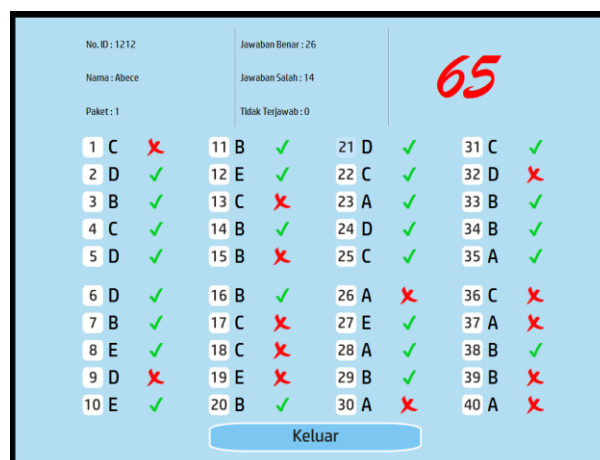 No. ID : 1212
Jawaban Benar : 26
65
Nama : Abece
Jawaban Salah : 14
Paket : 1
Tidak Terjawab : 0
1 C ✗ 11 B ✓ 21 D ✓ 31 C ✓
2 D ✓ 12 E ✓ 22 C ✓ 32 D ✗
3 B ✓ 13 C ✗ 23 A ✓ 33 B ✓
4 C ✓ 14 B ✓ 24 D ✓ 34 B ✓
5 D ✓ 15 B ✗ 25 C ✓ 35 A ✓
6 D ✓ 16 B ✓ 26 A ✗ 36 C ✗
7 B ✓ 17 C ✗ 27 E ✓ 37 A ✗
8 E ✓ 18 C ✗ 28 A ✓ 38 B ✓
9 D ✗ 19 E ✗ 29 B ✓ 39 B ✗
10 E ✓ 20 B ✓ 30 A ✗ 40 A ✗
Keluar